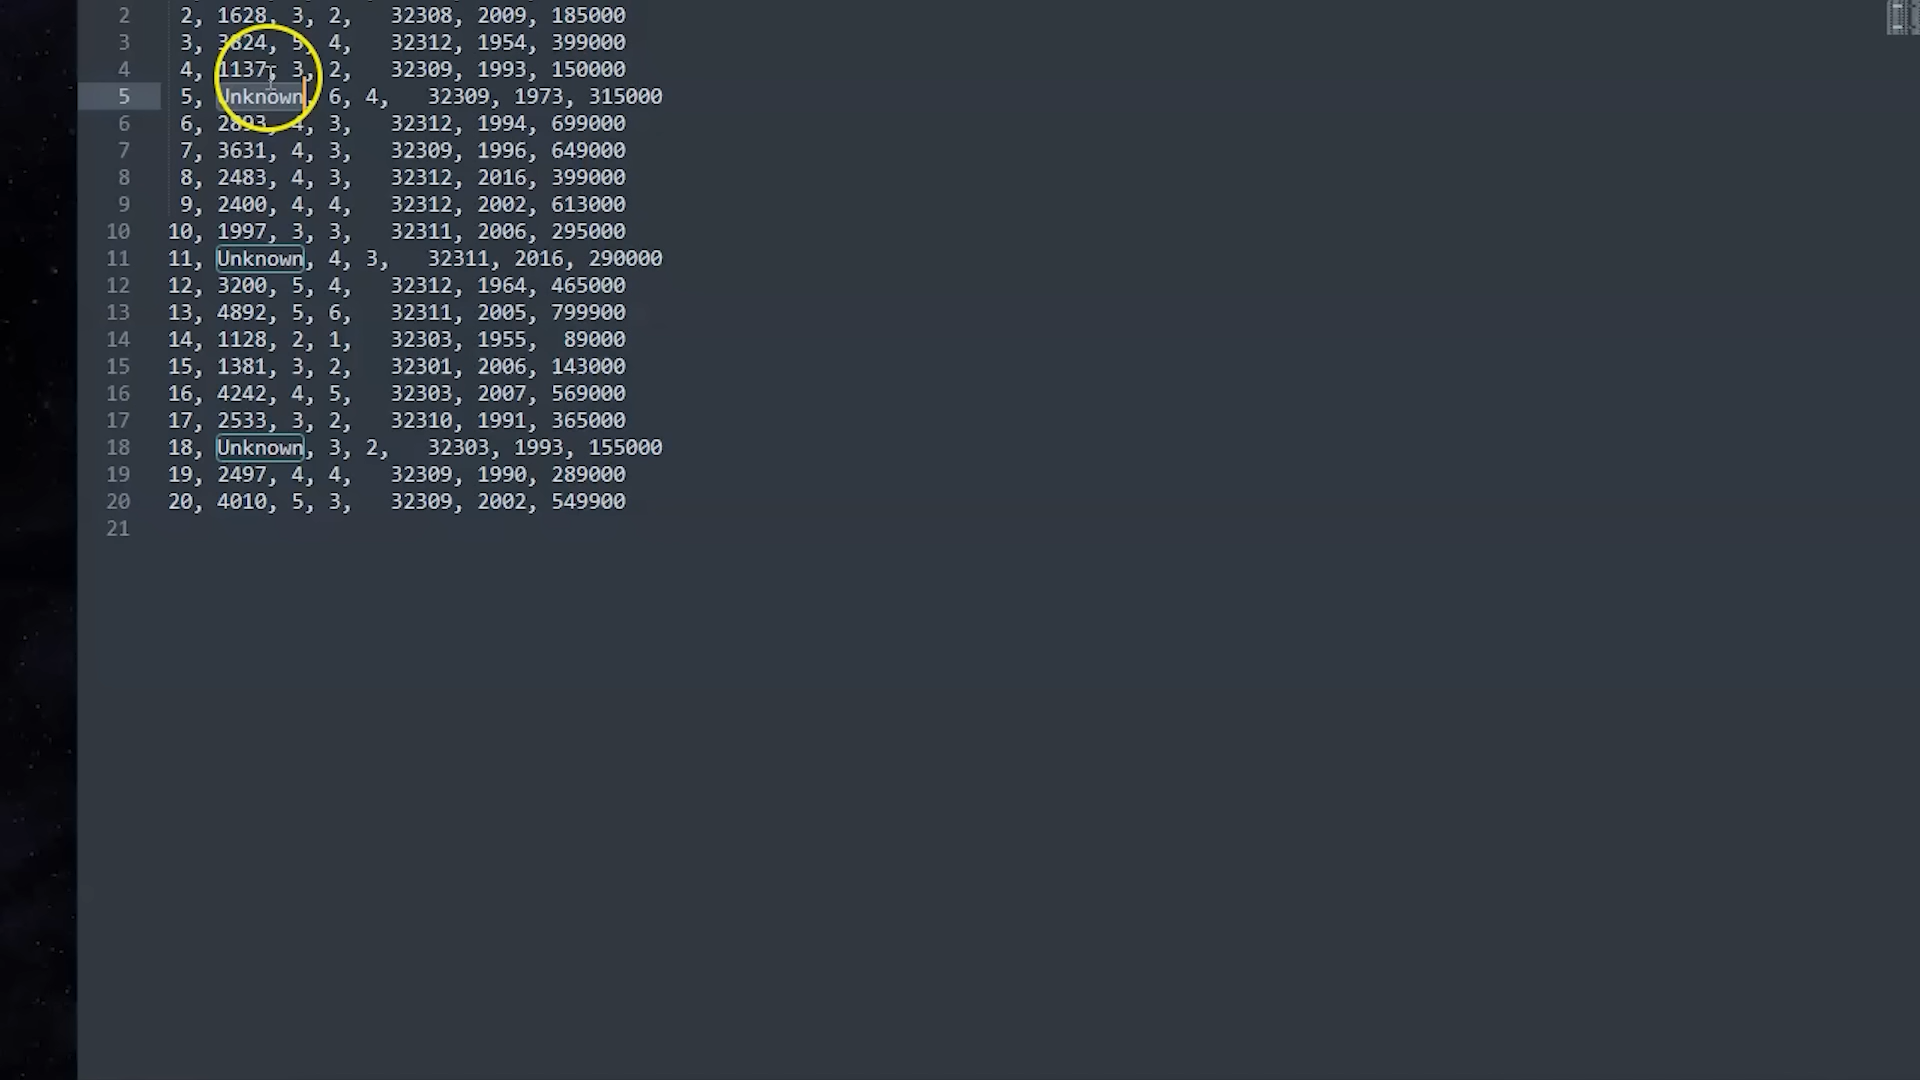 2 2, 1628, 3, 2, 32308, 2009, 185000
3 3, 3824, 5, 4, 32312, 1954, 399000
4 4, 1137, 3, 2, 32309, 1993, 150000
5 5, Unknown, 6, 4, 32309, 1973, 315000
6 6, 2893, 4, 3, 32312, 1994, 699000
7 7, 3631, 4, 3, 32309, 1996, 649000
8 8, 2483, 4, 3, 32312, 2016, 399000
9 9, 2400, 4, 4, 32312, 2002, 613000
10 10, 1997, 3, 3, 32311, 2006, 295000
11 11, Unknown, 4, 3, 32311, 2016, 290000
12 12, 3200, 5, 4, 32312, 1964, 465000
13 13, 4892, 5, 6, 32311, 2005, 799900
14 14, 1128, 2, 1, 32303, 1955, 89000
15 15, 1381, 3, 2, 32301, 2006, 143000
16 16, 4242, 4, 5, 32303, 2007, 569000
17 17, 2533, 3, 2, 32310, 1991, 365000
18 18, Unknown, 3, 2, 32303, 1993, 155000
19 19, 2497, 4, 4, 32309, 1990, 289000
20 20, 4010, 5, 3, 32309, 2002, 549900
21